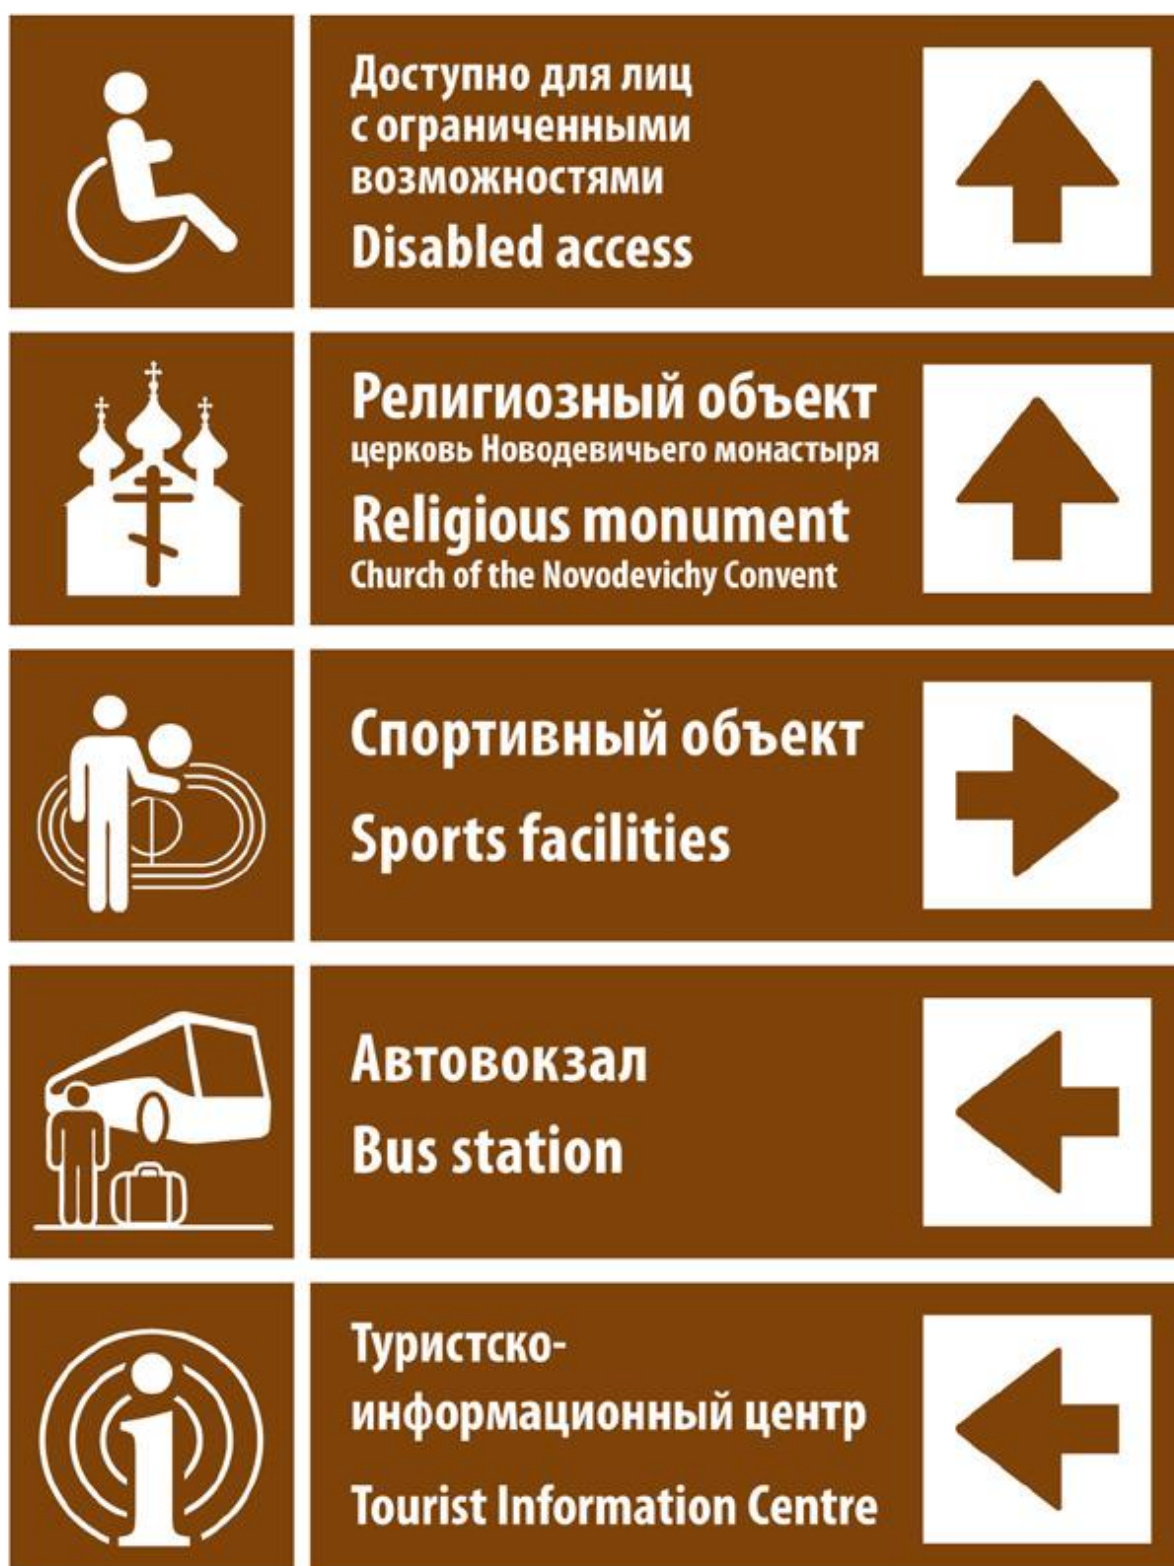 Доступно для лиц
с ограниченными
возможностями
Disabled access
Религиозный объект
церковь Новодевичьего монастыря
Religious monument
Church of the Novodevichy Convent
Спортивный объект
Sports facilities
Автовокзал
Bus station
Туристско-
информационный центр
Tourist Information Centre